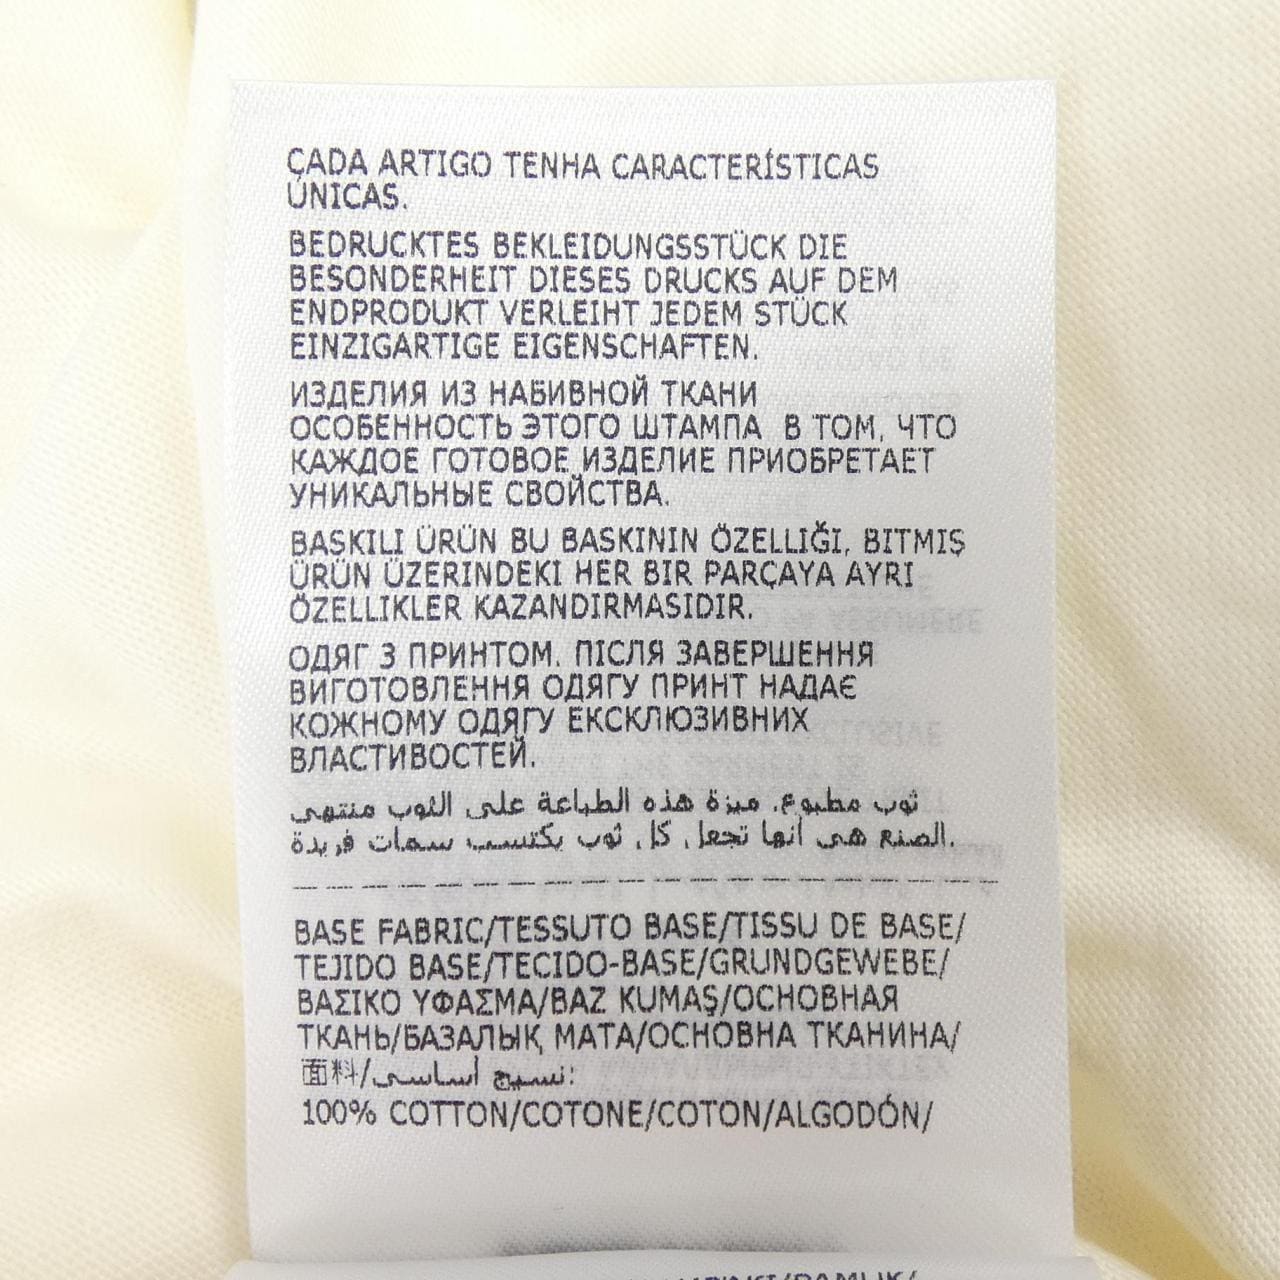 CADA ARTIGO TENHA CARACTERÍSTICAS
ÚNICAS.
BEDRUCKTES BEKLEIDUNGSSTÜCK DIE
BESONDERHEIT DIESES DRUCKS AUF DEM
ENDPRODUKT VERLEIHT JEDEM STÜCK
EINZIGARTIGE EIGENSCHAFTEN.
ИЗДЕЛИЯ ИЗ НАБИВНОЙ ТКАНИ
ОСОБЕННОСТЬ ЭТОГО ШТАМПА В ТОМ, ЧТО
КАЖДОЕ ГОТОВОЕ ИЗДЕЛИЕ ПРИОБРЕТАЕТ
УНИКАЛЬНЫЕ СВОЙСТВА.
BASKILI ÜRÜN BU BASKININ ÖZELLIĞI, BITMIŞ
ÜRÜN ÜZERINDEKI HER BIR PARÇAYA AYRI
ÖZELLIKLER KAZANDIRMASIDIR.
ОДЯГ З ПРИНТОМ. ПІСЛЯ ЗАВЕРШЕННЯ
ВИГОТОВЛЕННЯ ОДЯГУ ПРИНТ НАДАЄ
КОЖНОМУ ОДЯГУ ЕКСКЛЮЗИВНИХ
ВЛАСТИВОСТЕЙ.
ثوب مطبوع. ميزة هذه الطباعة على الثوب منتهي
الصنع هي أنها تجعل كل ثوب يكتسب سمات فريدة.
BASE FABRIC/TESSUTO BASE/TISSU DE BASE/
TEJIDO BASE/TECIDO-BASE/GRUNDGEWEBE/
ΒΑΣΙΚΟ ΥΦΑΣΜΑ/BAZ KUMAŞ/ОСНОВНАЯ
ТКАНЬ/БАЗАЛЫҚ МАТА/ОСНОВНА ТКАНИНА/
面料/نسيج أساسي:
100% COTTON/COTONE/COTON/ALGODÓN/